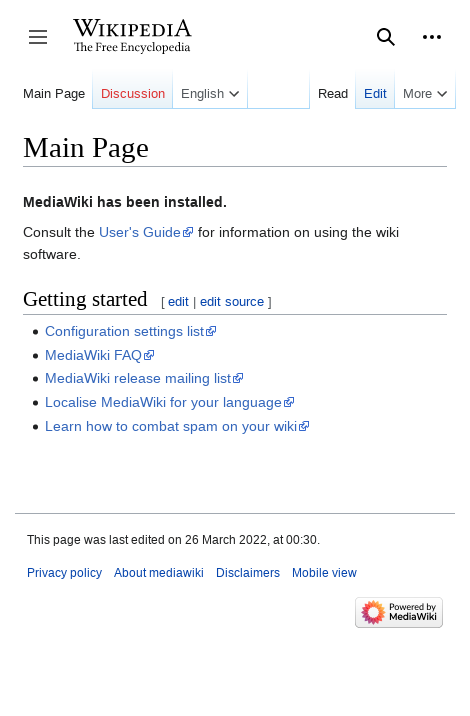 WIKIPEDIA
The Free Encyclopedia
Main Page Discussion English Read Edit More
Main Page
MediaWiki has been installed.
Consult the User's Guide for information on using the wiki
software.
Getting started [ edit | edit source ]
Configuration settings list
MediaWiki FAQ
MediaWiki release mailing list
Localise MediaWiki for your language
Learn how to combat spam on your wiki
This page was last edited on 26 March 2022, at 00:30.
Privacy policy About mediawiki Disclaimers Mobile view
Powered by
MediaWiki